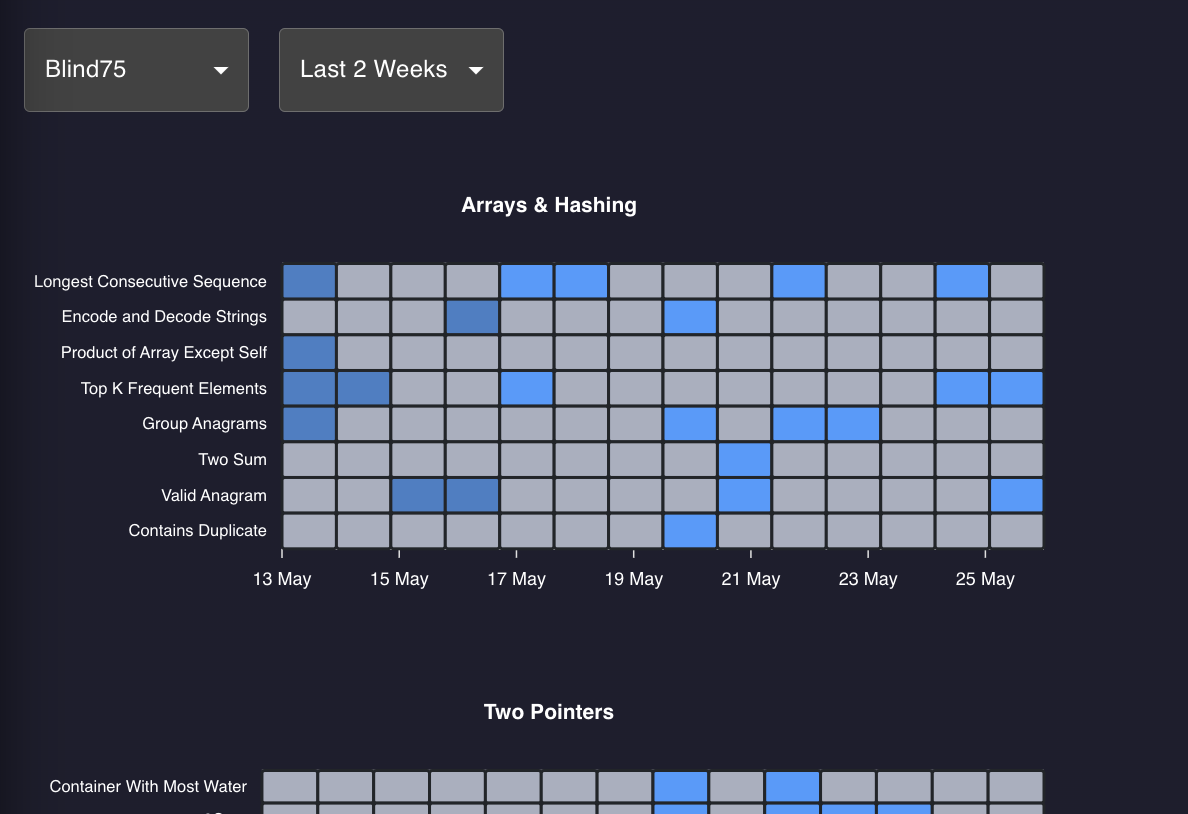 Blind75
Last 2 Weeks
Arrays & Hashing
Longest Consecutive Sequence
Encode and Decode Strings
Product of Array Except Self
Top K Frequent Elements
Group Anagrams
Two Sum
Valid Anagram
Contains Duplicate
13 May 15 May 17 May 19 May 21 May 23 May 25 May
Two Pointers
Container With Most Water